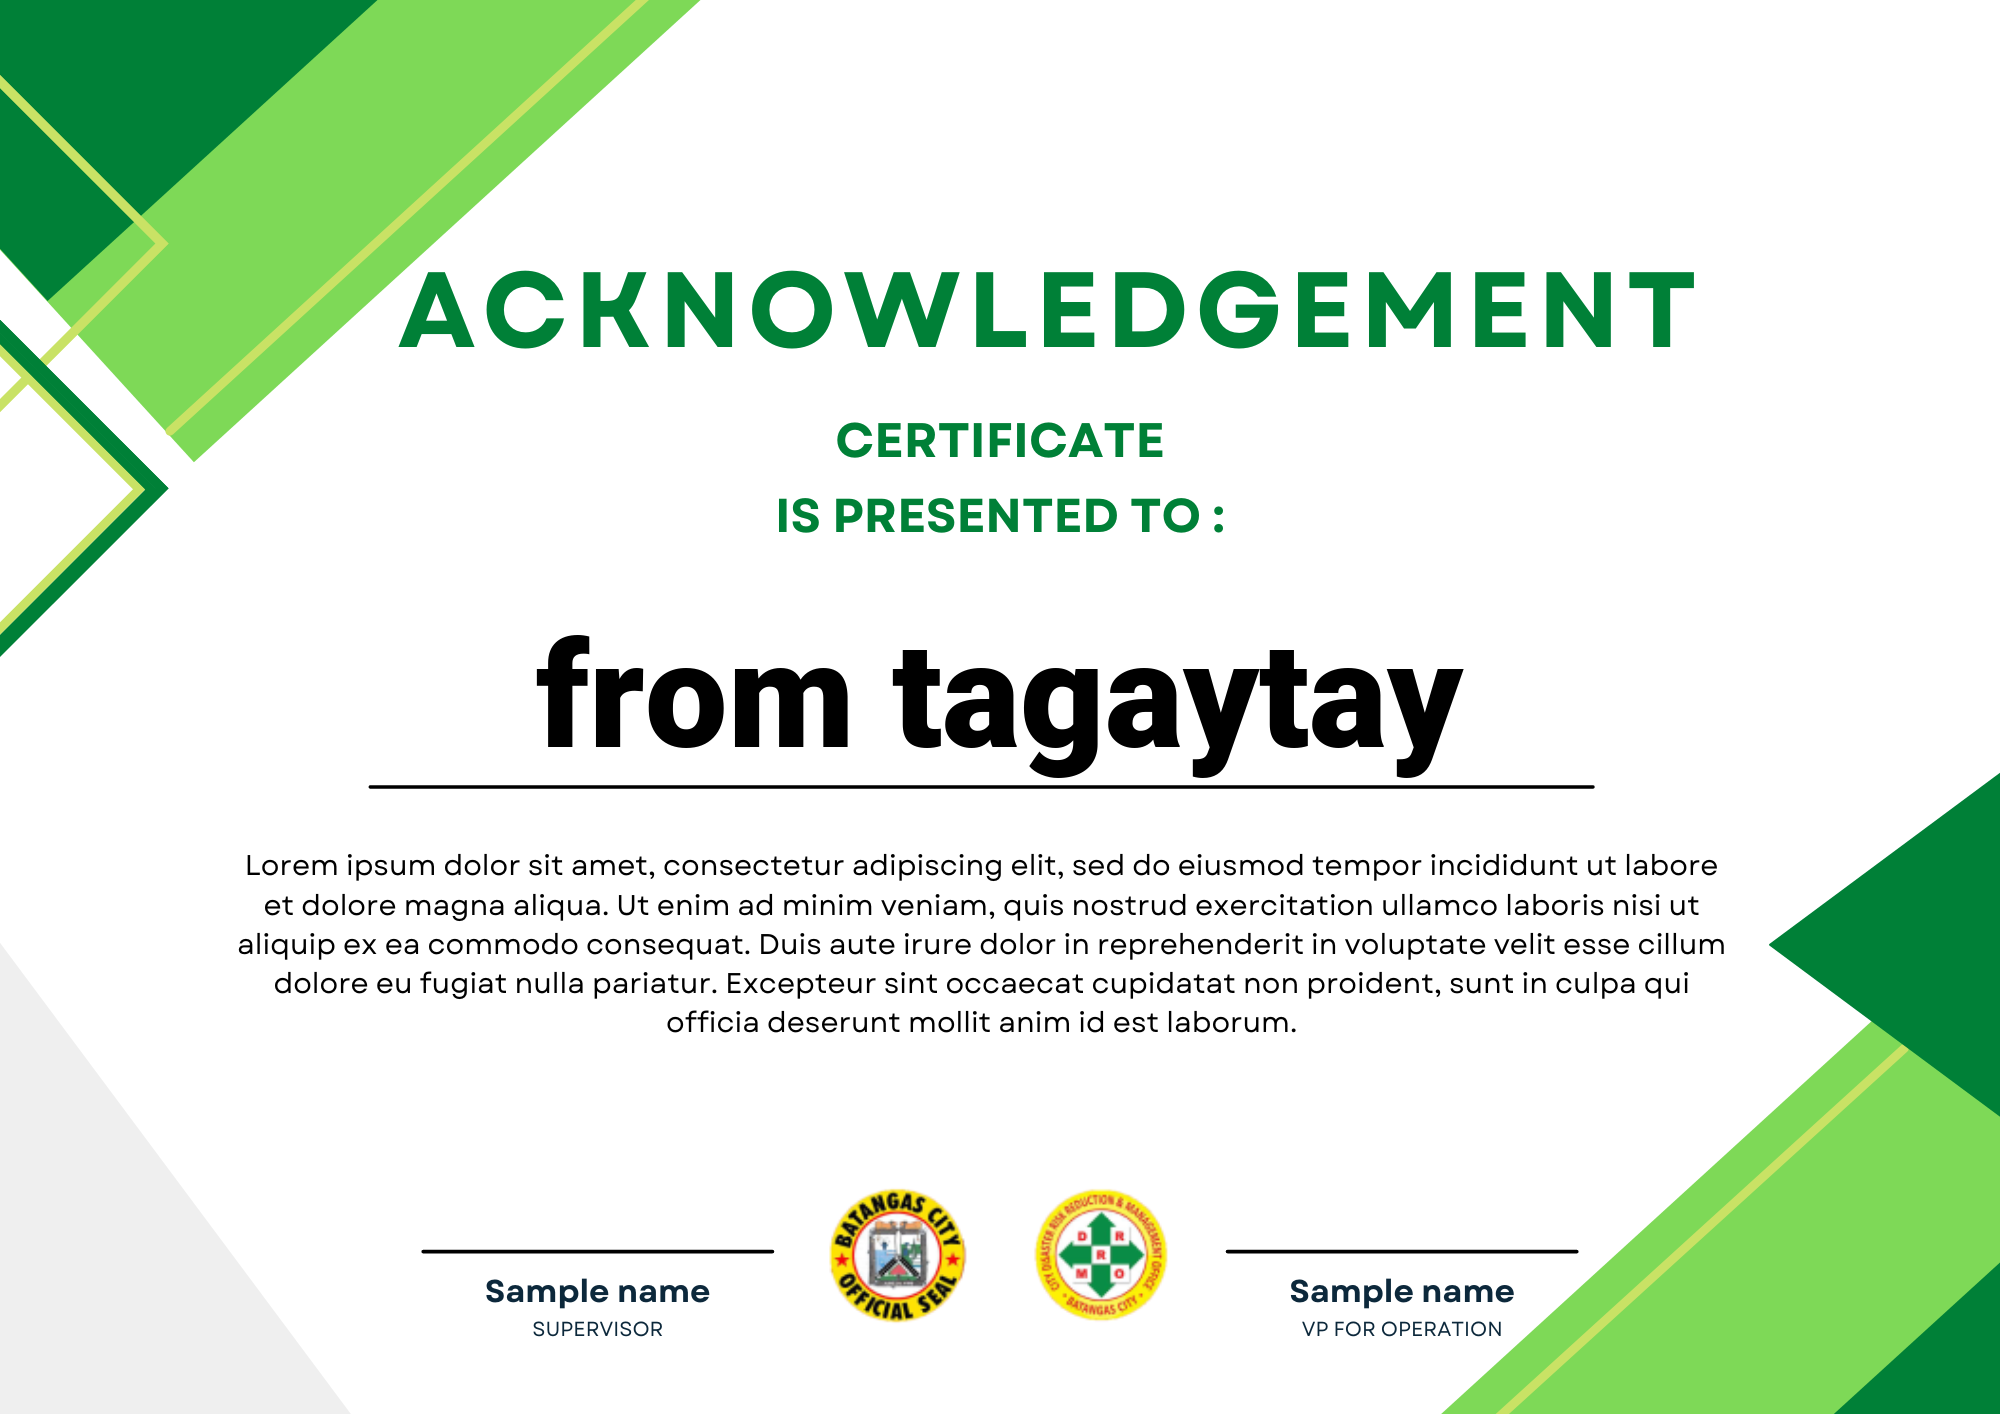 ACKNOWLEDGEMENT
CERTIFICATE
IS PRESENTED TO :
from tagaytay
Lorem ipsum dolor sit amet, consectetur adipiscing elit, sed do eiusmod tempor incididunt ut labore
et dolore magna aliqua. Ut enim ad minim veniam, quis nostrud exercitation ullamco laboris nisi ut
aliquip ex ea commodo consequat. Duis aute irure dolor in reprehenderit in voluptate velit esse cillum
dolore eu fugiat nulla pariatur. Excepteur sint occaecat cupidatat non proident, sunt in culpa qui
officia deserunt mollit anim id est laborum.
Sample name
SUPERVISOR
BATANGAS CITY
OFFICIAL SEAL
CITY DISASTER RISK REDUCTION & MANAGEMENT OFFICE
D R
R
M O
BATANGAS CITY
Sample name
VP FOR OPERATION